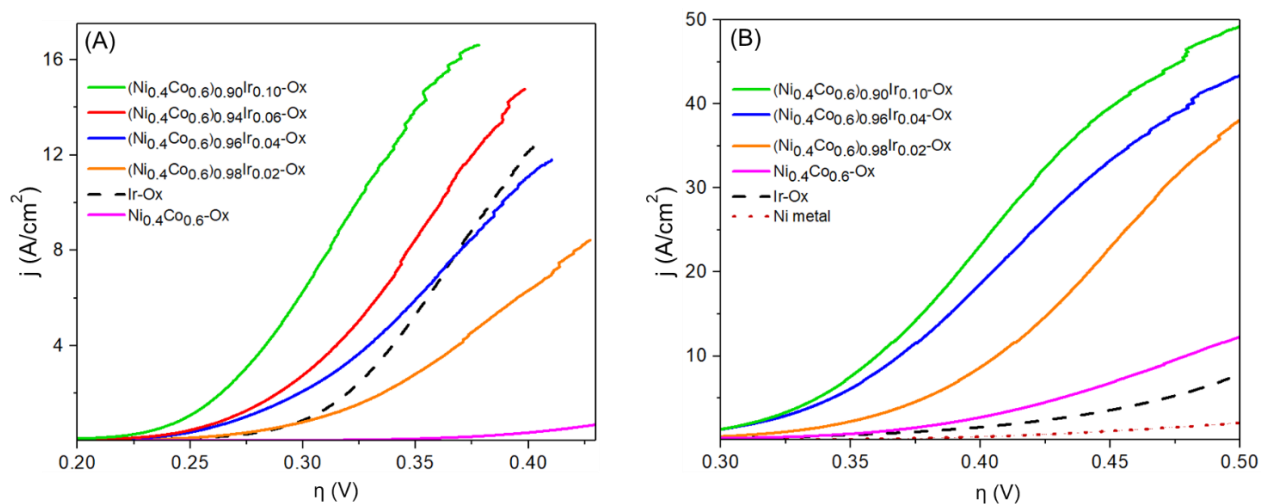 (A)
16
12
8
4
j (A/cm²)
(Ni₀.₄Co₀.₆)₀.₉₀Ir₀.₁₀-Ox
(Ni₀.₄Co₀.₆)₀.₉₄Ir₀.₀₆-Ox
(Ni₀.₄Co₀.₆)₀.₉₆Ir₀.₀₄-Ox
(Ni₀.₄Co₀.₆)₀.₉₈Ir₀.₀₂-Ox
Ir-Ox
Ni₀.₄Co₀.₆-Ox
0.20 0.25 0.30 0.35 0.40
η (V)
(B)
50
40
30
20
10
j (A/cm²)
(Ni₀.₄Co₀.₆)₀.₉₀Ir₀.₁₀-Ox
(Ni₀.₄Co₀.₆)₀.₉₆Ir₀.₀₄-Ox
(Ni₀.₄Co₀.₆)₀.₉₈Ir₀.₀₂-Ox
Ni₀.₄Co₀.₆-Ox
Ir-Ox
Ni metal
0.30 0.35 0.40 0.45 0.50
η (V)